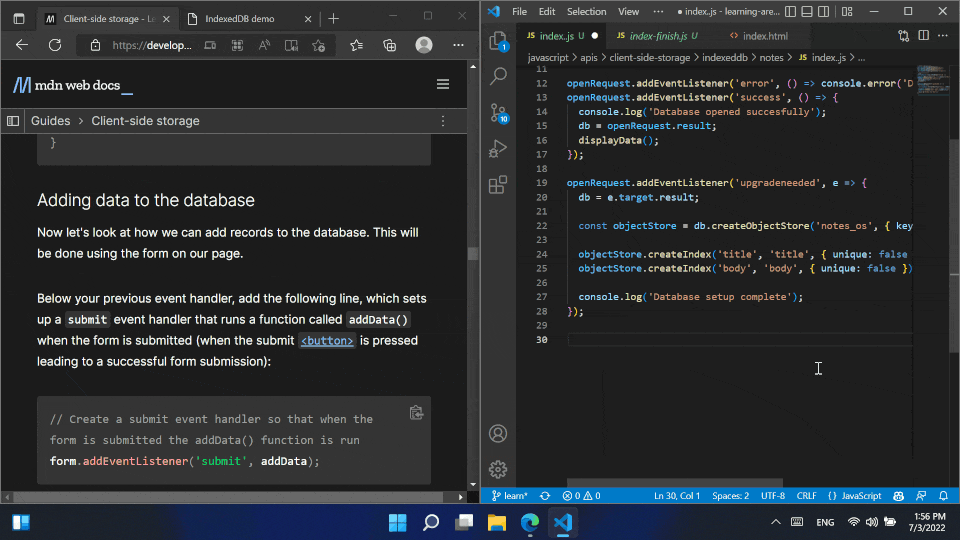 Client-side storage - Le
IndexedDB demo
https://develop...
mdn web docs_
Guides > Client-side storage
}
Adding data to the database
Now let's look at how we can add records to the database. This will
be done using the form on our page.
Below your previous event handler, add the following line, which sets
up a submit event handler that runs a function called addData()
when the form is submitted (when the submit <button> is pressed
leading to a successful form submission):
// Create a submit event handler so that when the
form is submitted the addData() function is run
form.addEventListener('submit', addData);
File Edit Selection View ··· ● index.js - learning-are...
JS index.js U ● JS index-finish.js U <> index.html
javascript > apis > client-side-storage > indexeddb > notes > JS index.js > ...
11
12 openRequest.addEventListener('error', () => console.error('D
13 openRequest.addEventListener('success', () => {
14 console.log('Database opened succesfully');
15 db = openRequest.result;
16 displayData();
17 });
18
19 openRequest.addEventListener('upgradeneeded', e => {
20 db = e.target.result;
21
22 const objectStore = db.createObjectStore('notes_os', { key
23
24 objectStore.createIndex('title', 'title', { unique: false
25 objectStore.createIndex('body', 'body', { unique: false })
26
27 console.log('Database setup complete');
28 });
29
30
1
10
learn* 0 0 Ln 30, Col 1 Spaces: 2 UTF-8 CRLF {} JavaScript
ENG
1:56 PM
7/3/2022